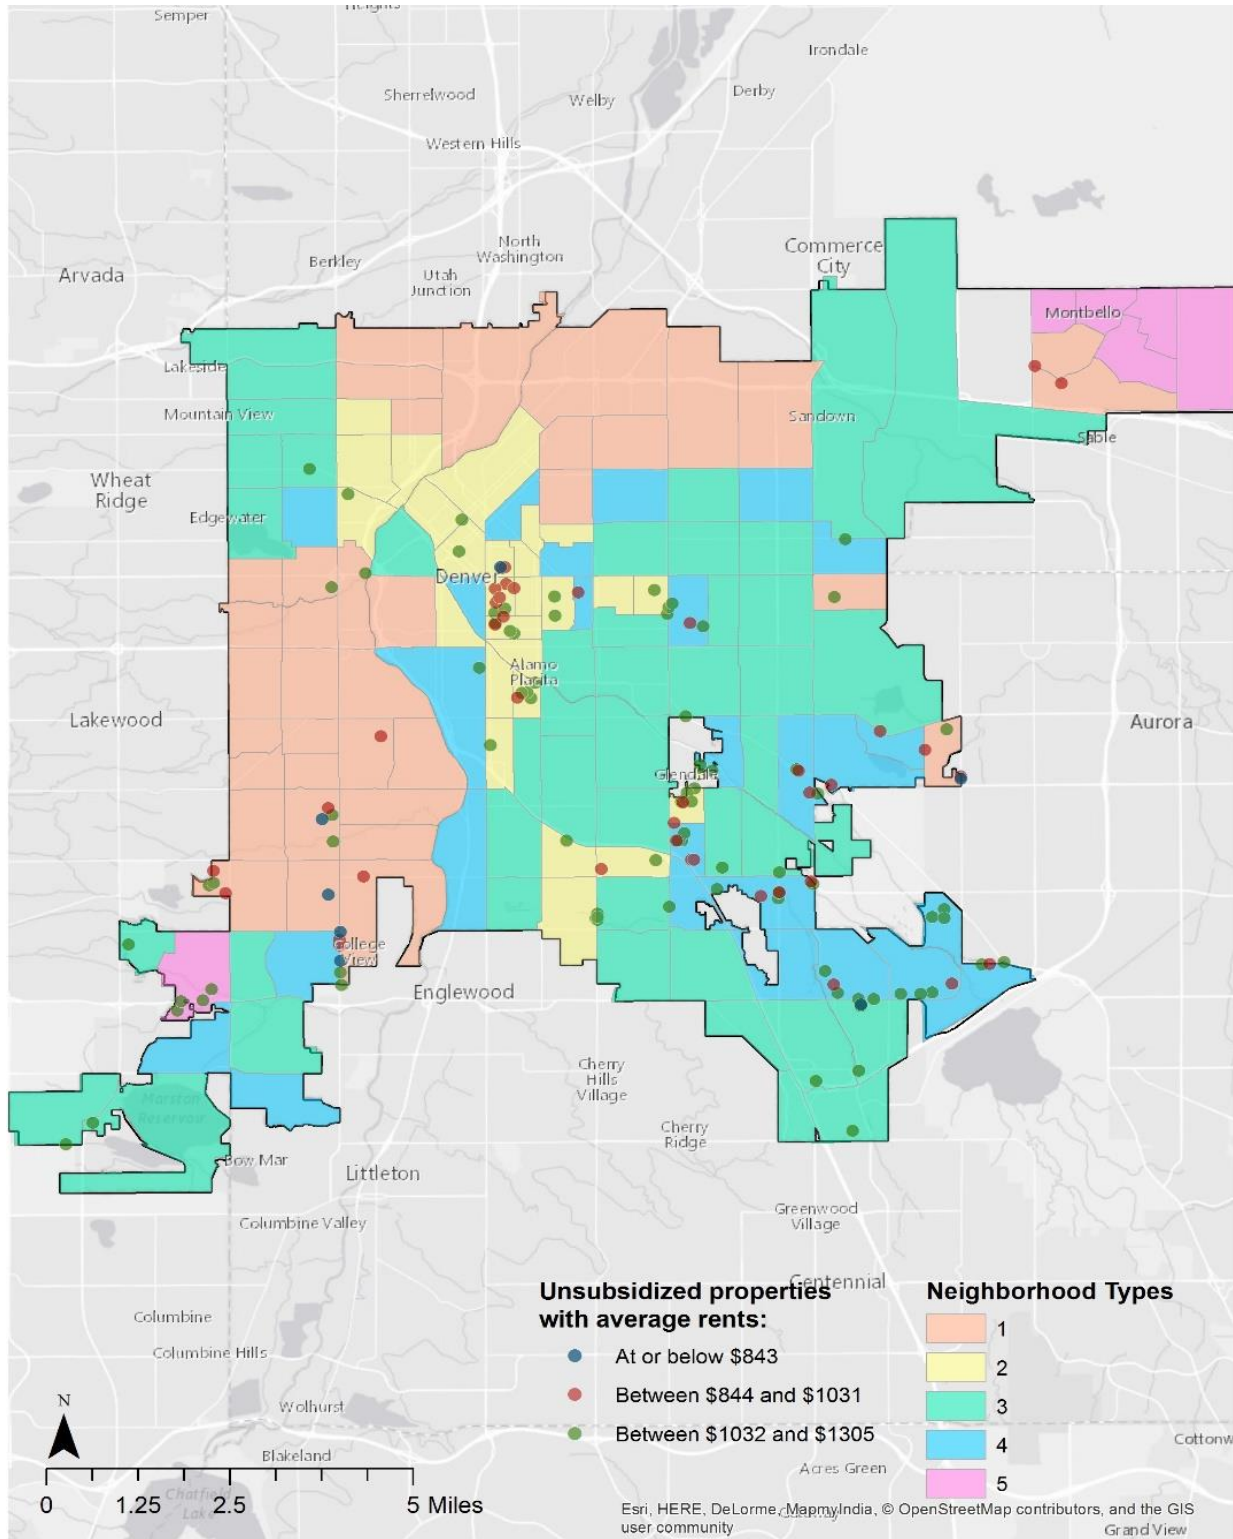 Semper
Heights
Irondale
Sherrelwood
Welby
Derby
Western Hills
North
Washington
Commerce
City
Berkley
Arvada
Utah
Junction
Montbello
Lakeside
Mountain View
Sandown
Sable
Wheat
Ridge
Edgewater
Denver
Alamo
Placita
Lakewood
Aurora
Glendale
College
View
Englewood
Cherry
Hills
Village
Marston
Reservoir
Cherry
Ridge
Bow Mar
Littleton
Greenwood
Village
Columbine Valley
Centennial
Unsubsidized properties
with average rents:
At or below $843
Between $844 and $1031
Between $1032 and $1305
Neighborhood Types
1
2
3
4
5
Columbine
Columbine Hills
Wolhurst
N
Blakeland
Cottonw
Acres Green
Chatfield
Lake
0 1.25 2.5 5 Miles
Esri, HERE, DeLorme, MapmyIndia, © OpenStreetMap contributors, and the GIS
user community
Grand View